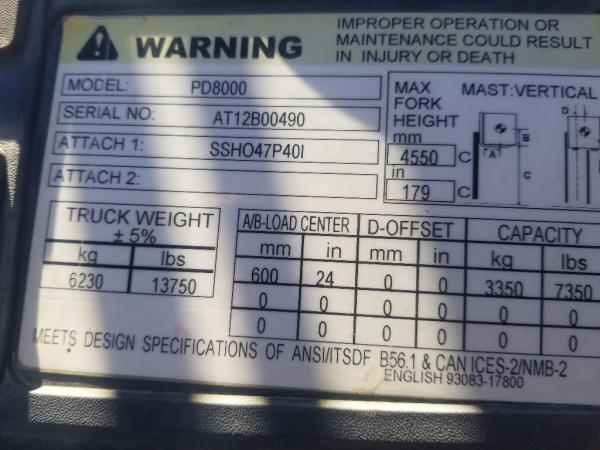 WARNING
IMPROPER OPERATION OR
MAINTENANCE COULD RESULT
IN INJURY OR DEATH
MODEL: PD8000
SERIAL NO: AT12B00490
ATTACH 1: SSHO47P40I
ATTACH 2:
MAX FORK HEIGHT
mm
4550 C
in
179 C
MAST: VERTICAL
D
B
A
C
TRUCK WEIGHT
± 5%
kg lbs
6230 13750
A/B-LOAD CENTER D-OFFSET CAPACITY
mm in mm in kg lbs
600 24 0 0 3350 7350
0 0 0 0 0 0
0 0 0 0 0 0
MEETS DESIGN SPECIFICATIONS OF ANSI/ITSDF B56.1 & CAN ICES-2/NMB-2
ENGLISH 93083-17800